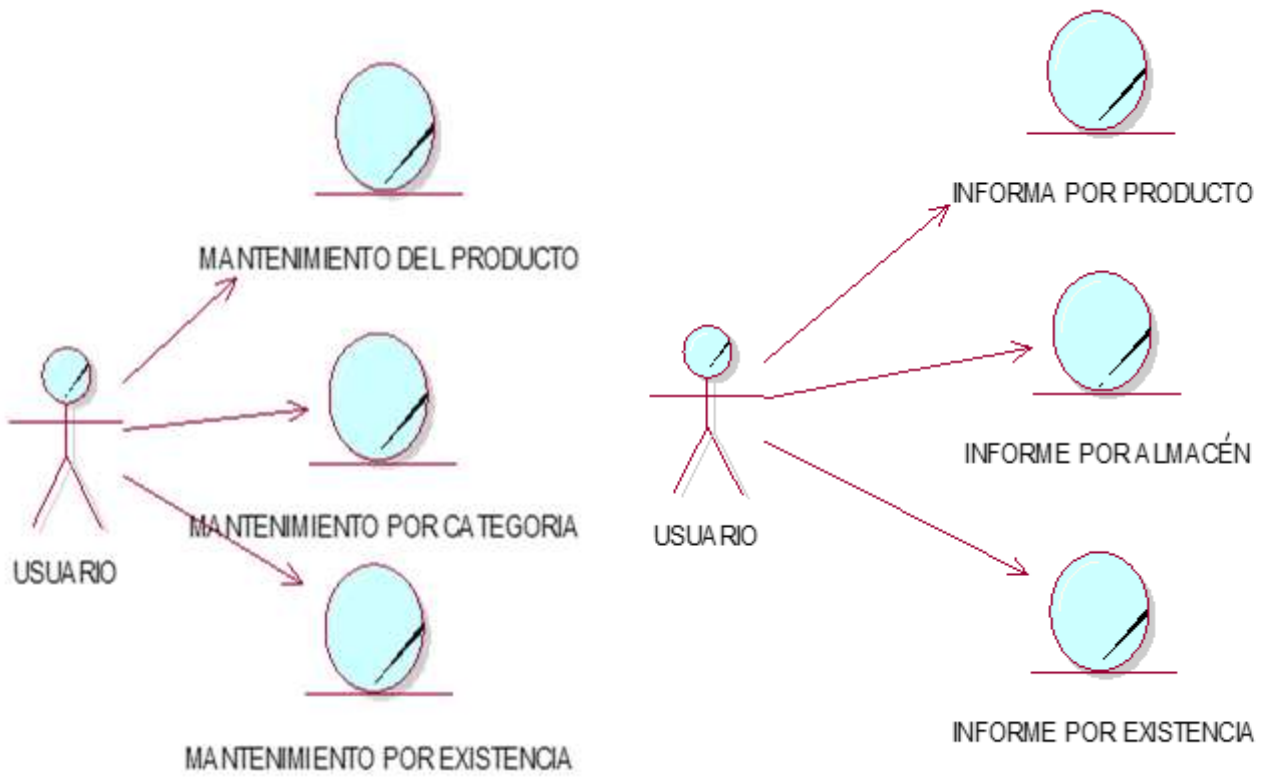 MANTENIMIENTO DEL PRODUCTO
MANTENIMIENTO POR CATEGORIA
USUARIO
MANTENIMIENTO POR EXISTENCIA
INFORMA POR PRODUCTO
INFORME POR ALMACÉN
USUARIO
INFORME POR EXISTENCIA